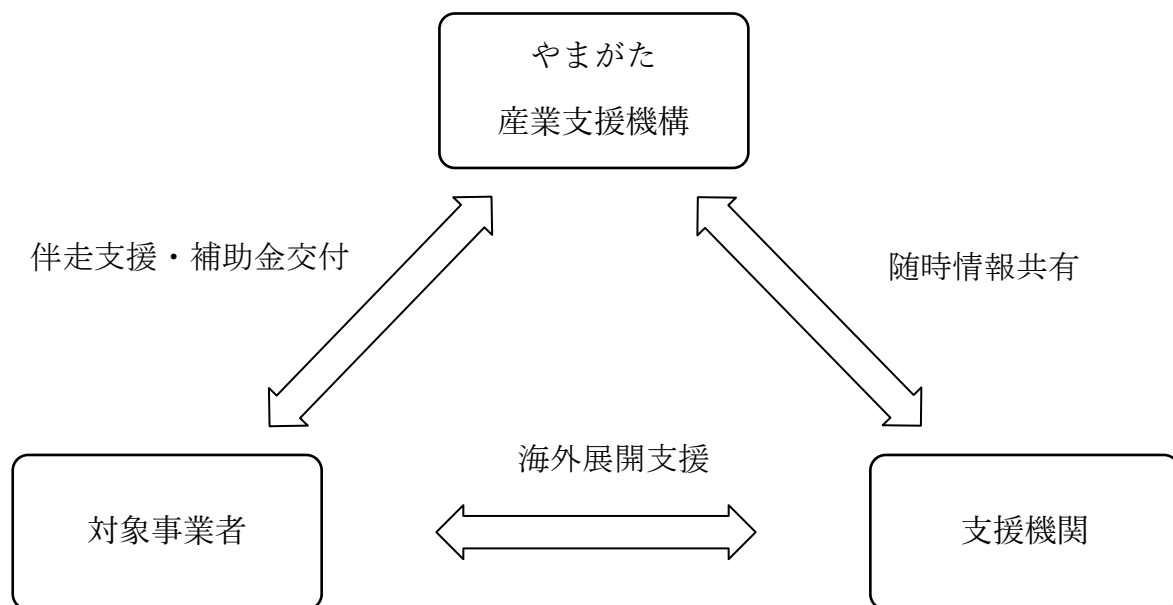 やまがた
産業支援機構
伴走支援・補助金交付
随時情報共有
海外展開支援
対象事業者
支援機関